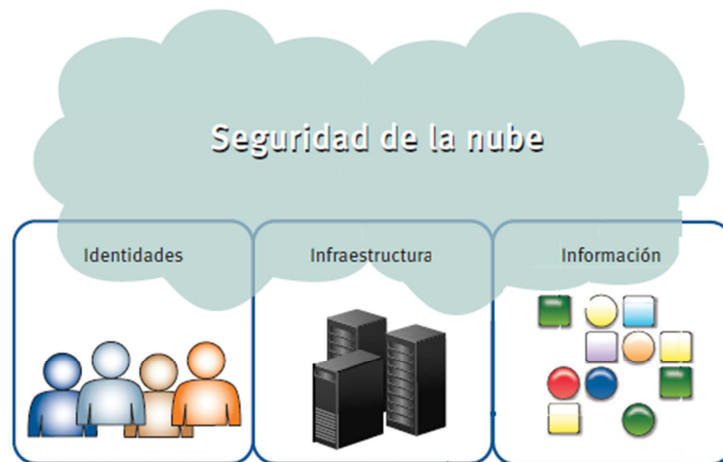 Seguridad de la nube
Identidades
Infraestructura
Información